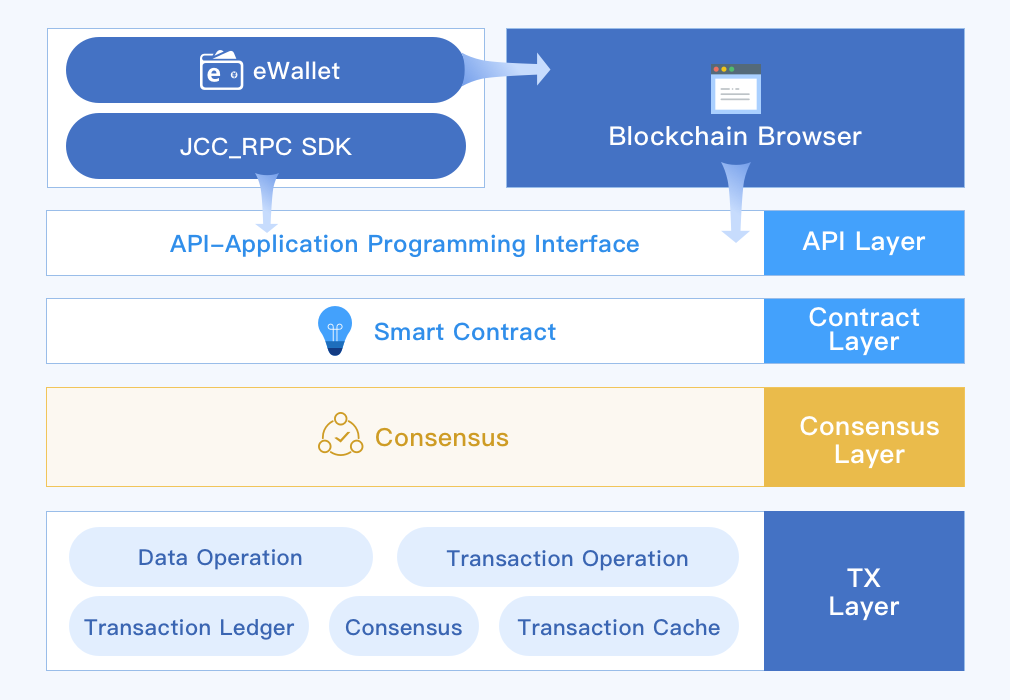 eWallet
JCC_RPC SDK
Blockchain Browser
API–Application Programming Interface
API Layer
Smart Contract
Contract
Layer
Consensus
Consensus
Layer
Data Operation
Transaction Operation
Transaction Ledger
Consensus
Transaction Cache
TX
Layer